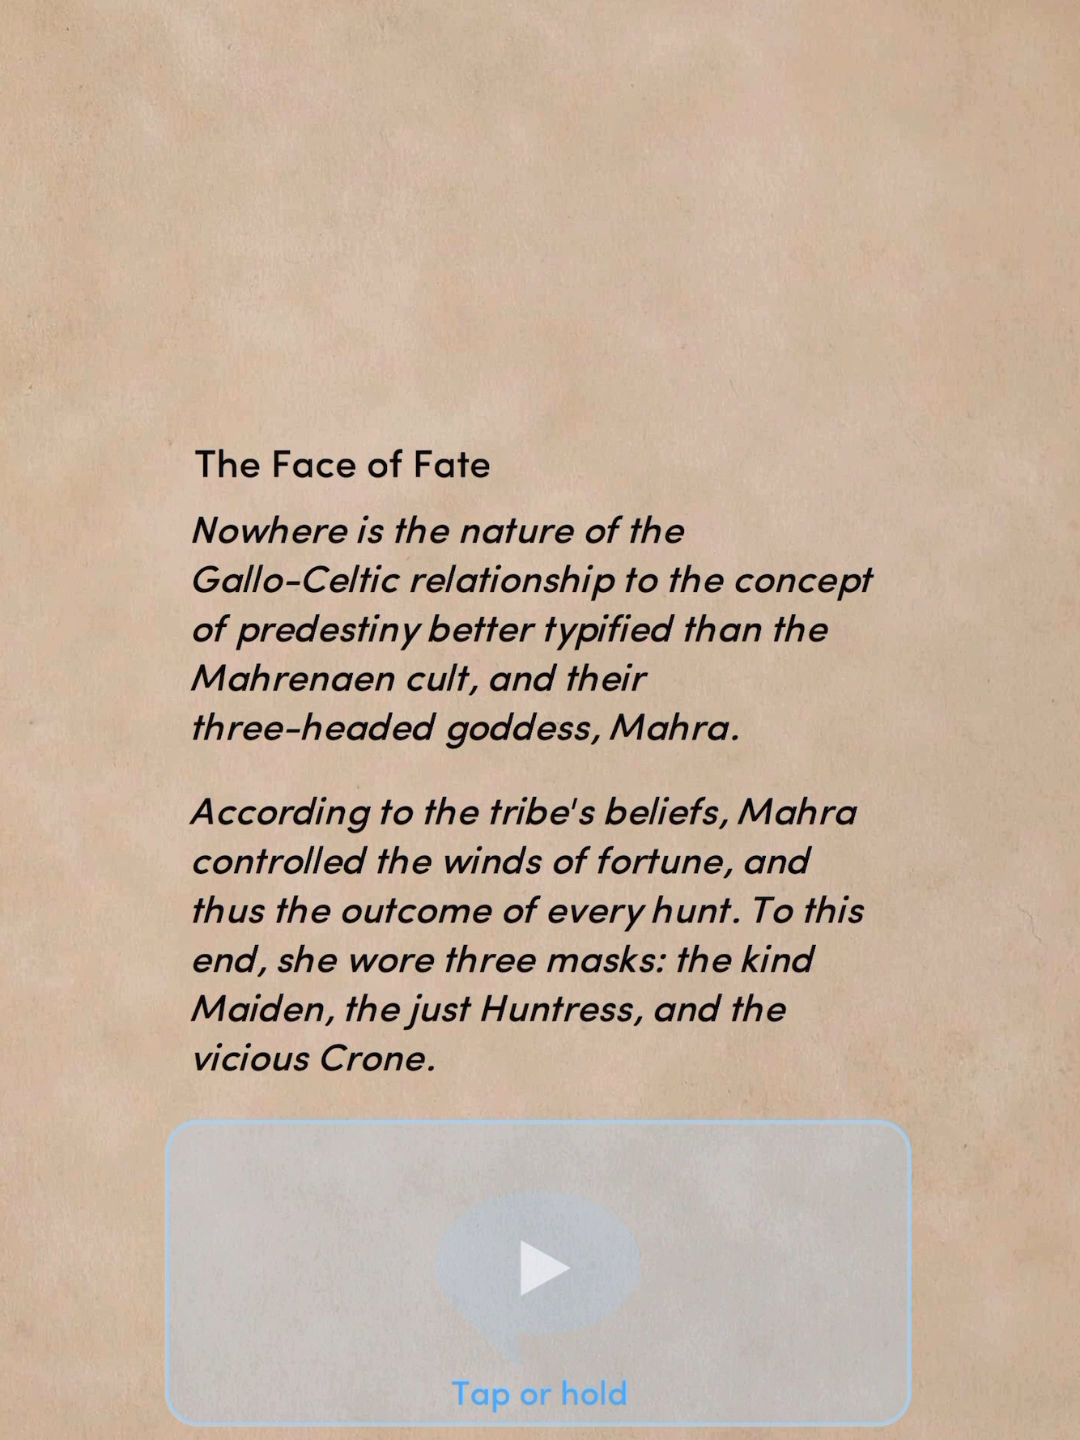 The Face of Fate
Nowhere is the nature of the
Gallo-Celtic relationship to the concept
of predestiny better typified than the
Mahrenaen cult, and their
three-headed goddess, Mahra.
According to the tribe's beliefs, Mahra
controlled the winds of fortune, and
thus the outcome of every hunt. To this
end, she wore three masks: the kind
Maiden, the just Huntress, and the
vicious Crone.
Tap or hold